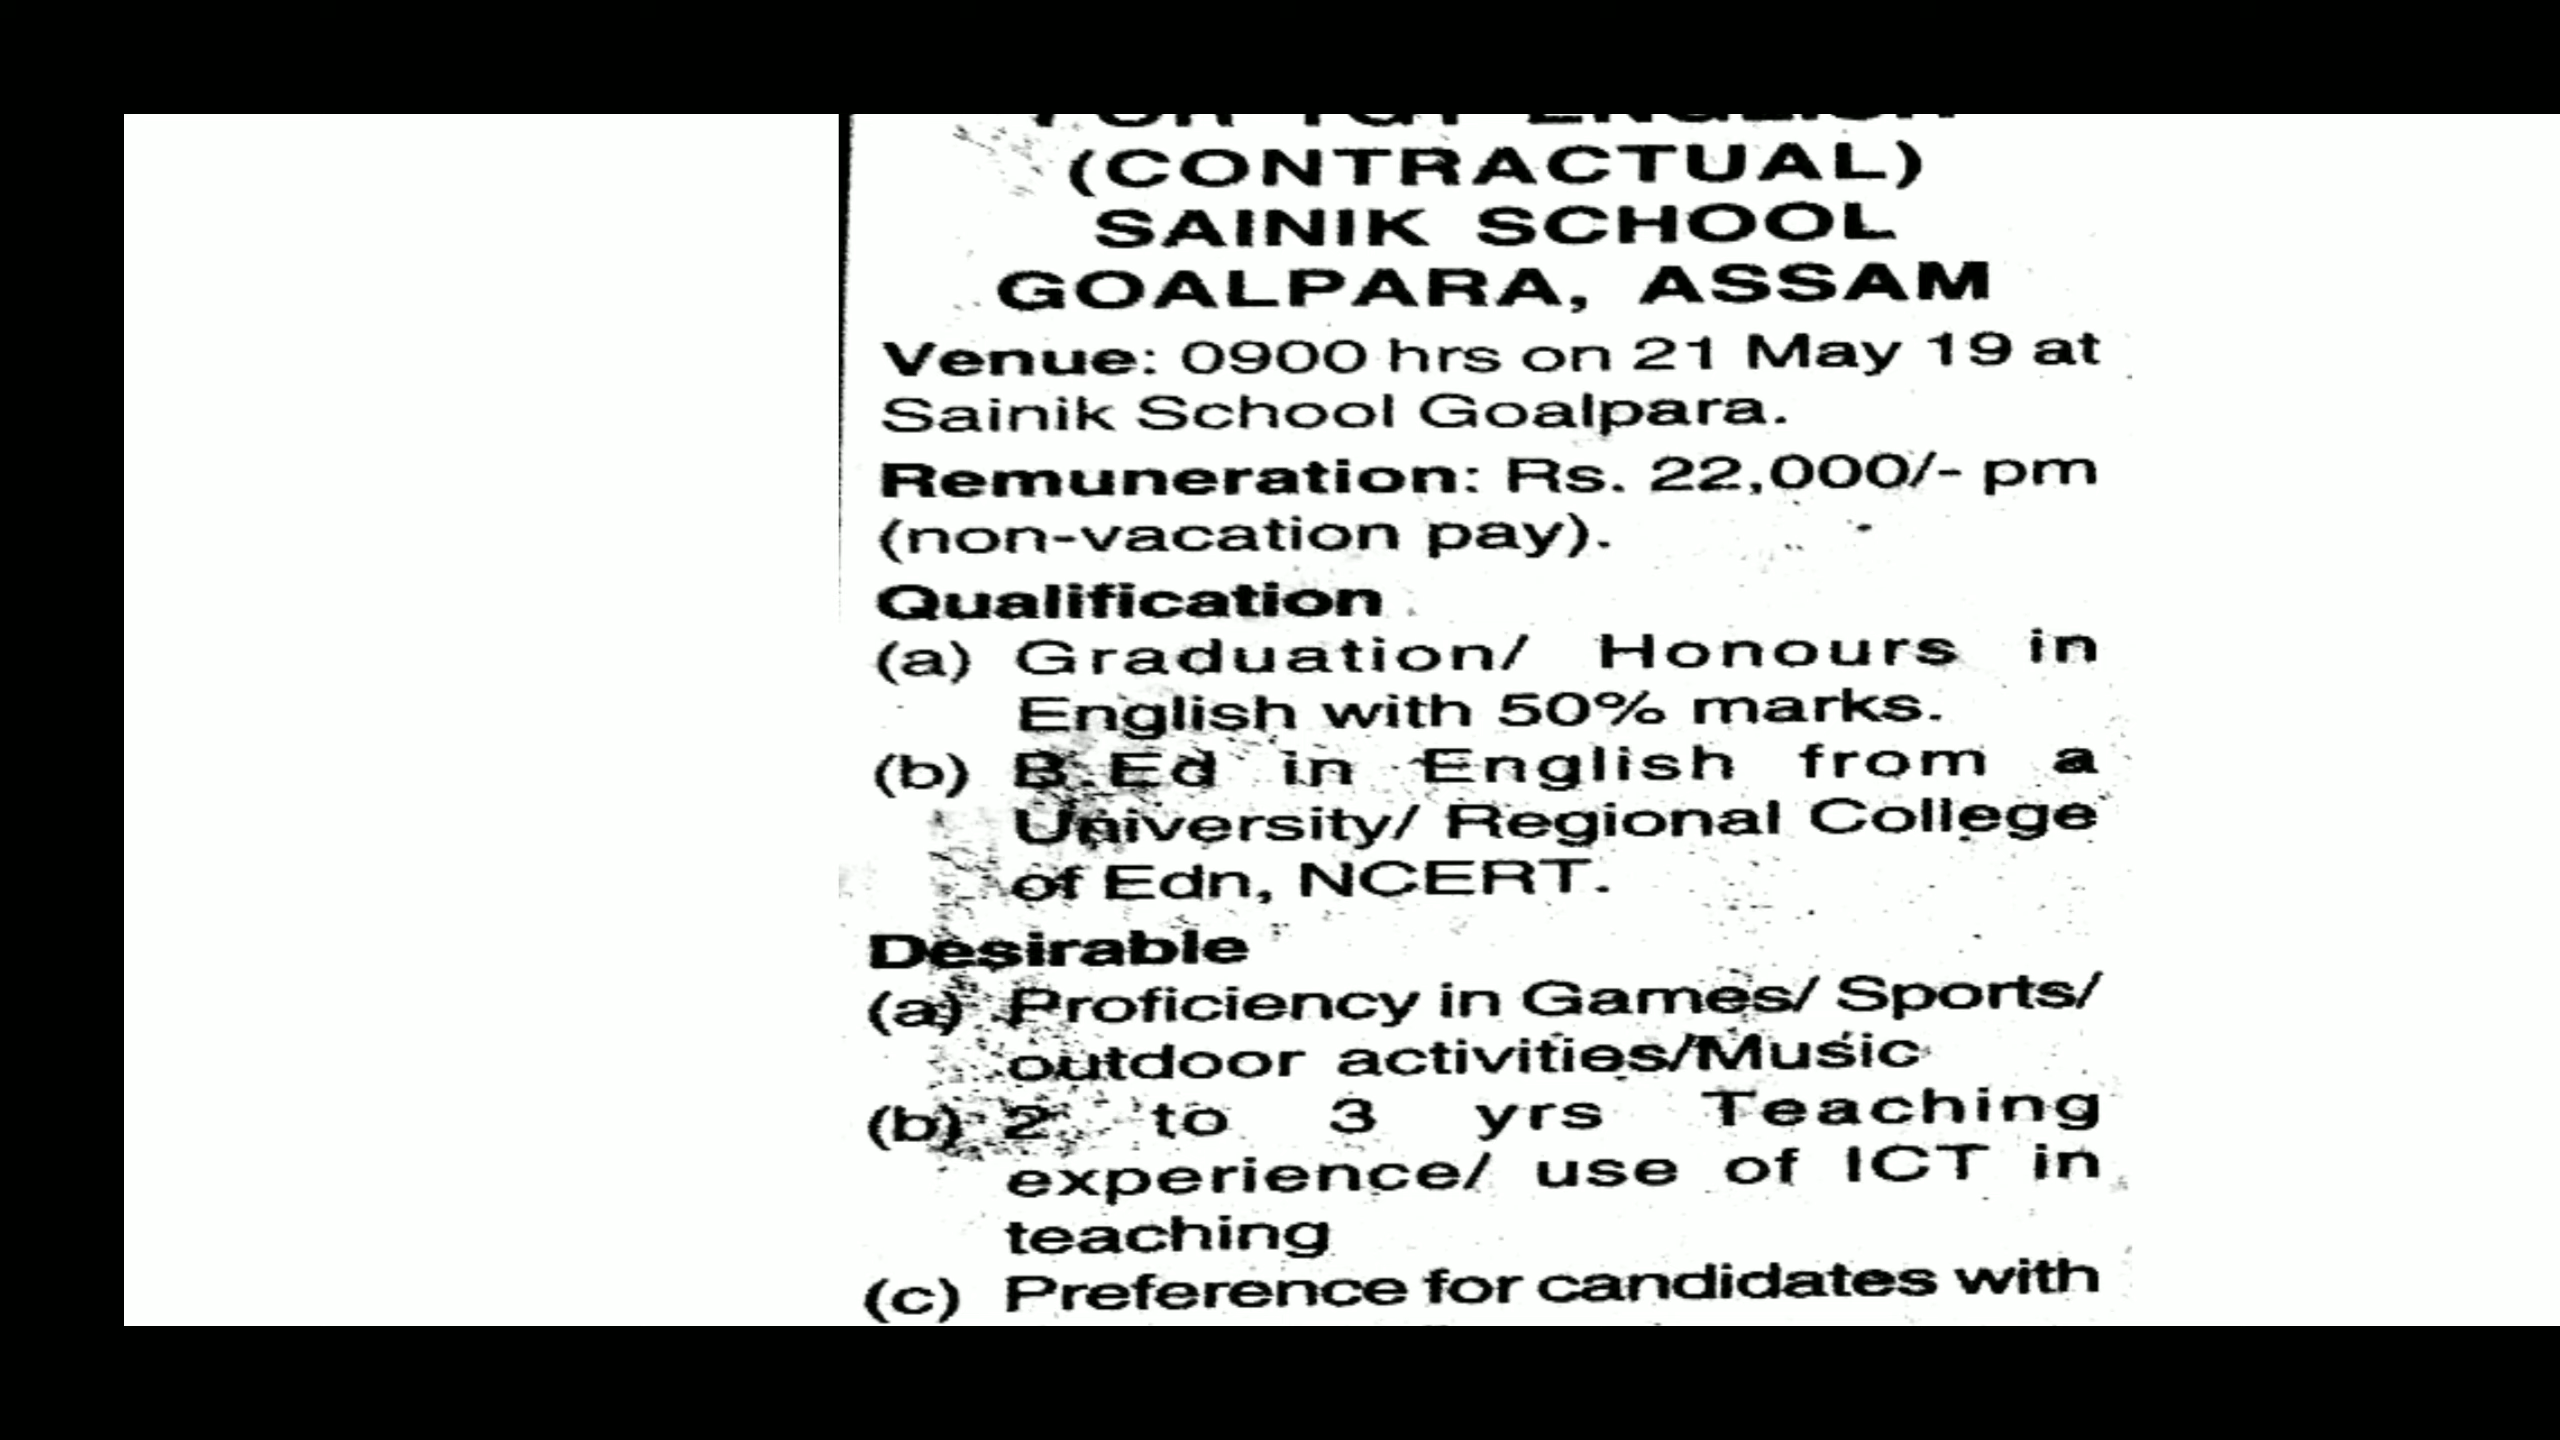 FOR TGT ENGLISH
(CONTRACTUAL)
SAINIK SCHOOL
GOALPARA, ASSAM
Venue: 0900 hrs on 21 May 19 at
Sainik School Goalpara.
Remuneration: Rs. 22,000/- pm
(non-vacation pay).
Qualification
(a) Graduation/ Honours in
English with 50% marks.
(b) B.Ed in English from a
University/ Regional College
of Edn, NCERT.
Desirable
(a) Proficiency in Games/ Sports/
outdoor activities/Music
(b) 2 to 3 yrs Teaching
experience/ use of ICT in
teaching
(c) Preference for candidates with